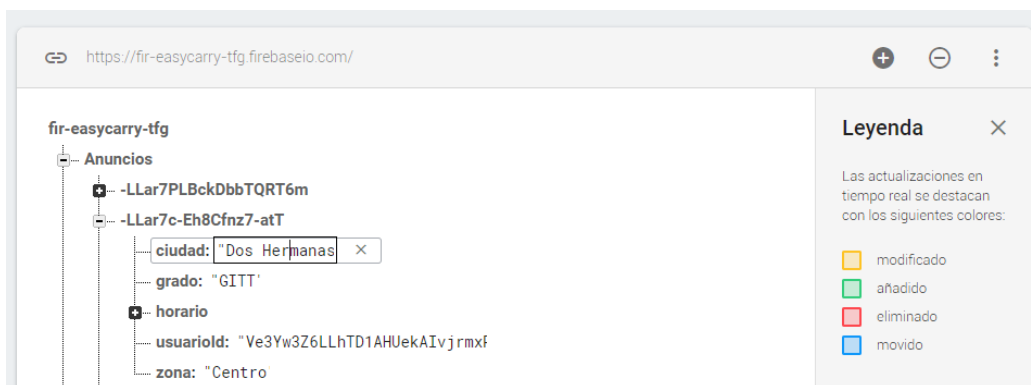 https://fir-easycarry-tfg.firebaseio.com/
fir-easycarry-tfg
Anuncios
-LLar7PLBckDbbTQRT6m
-LLar7c-Eh8Cfnz7-atT
ciudad: "Dos Hermanas
grado: "GITT'
horario
usuarioId: "Ve3Yw3Z6LLhTD1AHUekAIvjrmxF
zona: "Centro
Leyenda
Las actualizaciones en
tiempo real se destacan
con los siguientes colores:
modificado
añadido
eliminado
movido